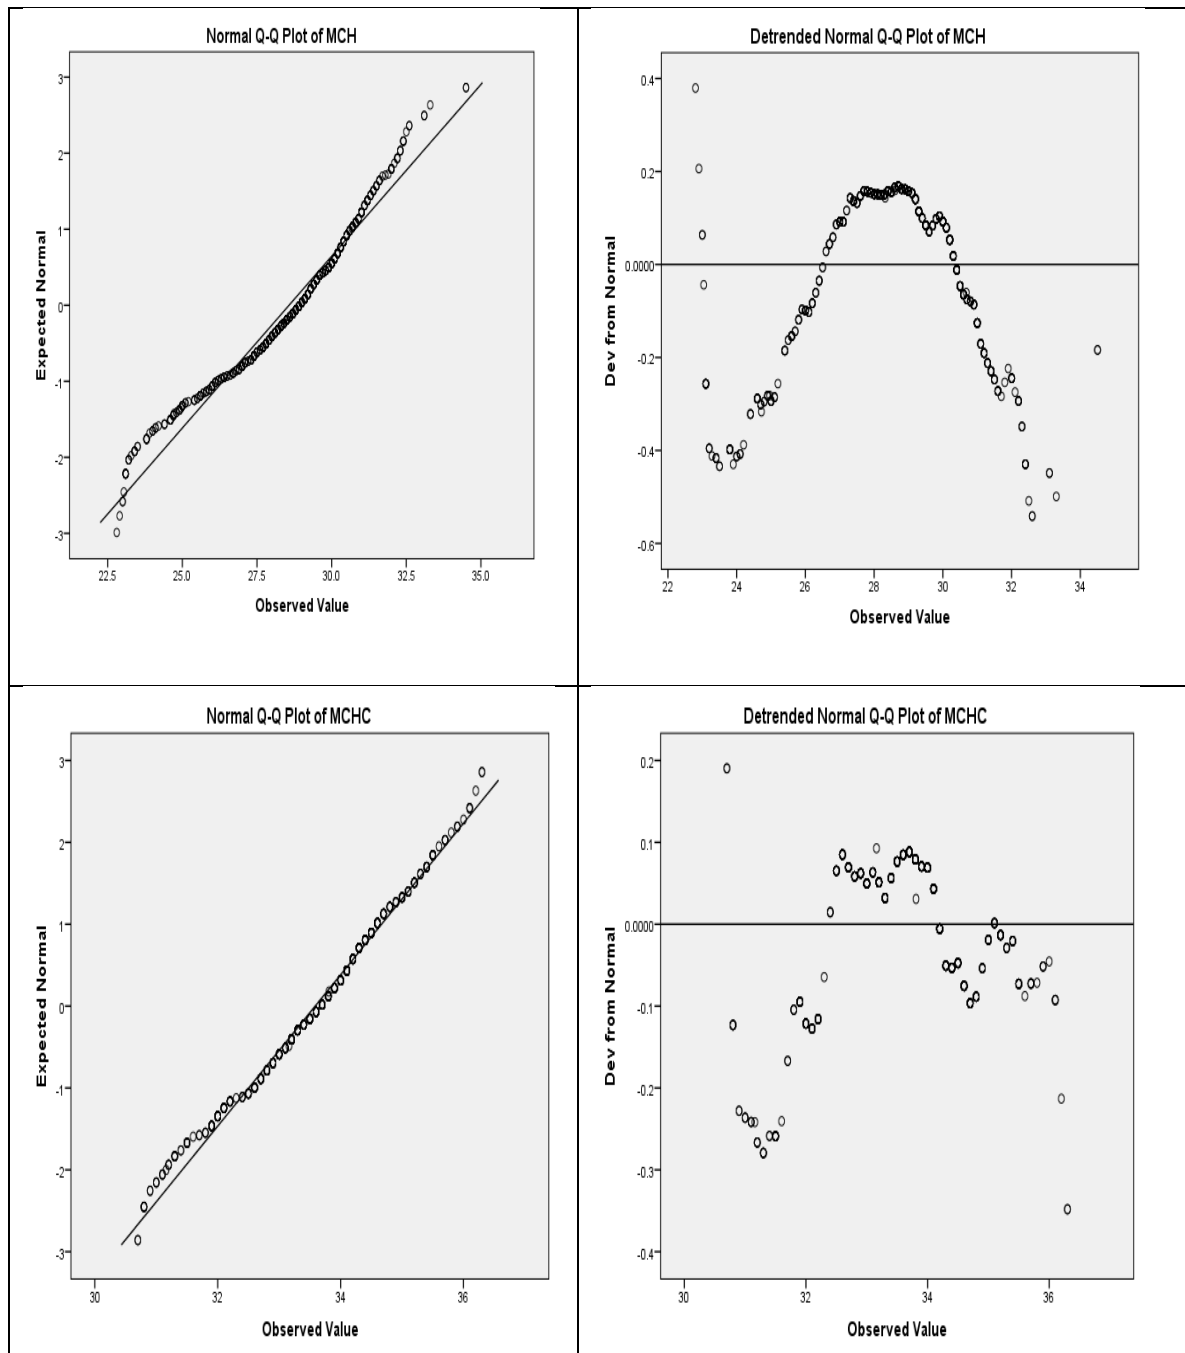 Normal Q-Q Plot of MCH
3
2
1
0
-1
-2
-3
Expected Normal
22.5 25.0 27.5 30.0 32.5 35.0
Observed Value
Detrended Normal Q-Q Plot of MCH
0.4
0.2
0.0000
-0.2
-0.4
-0.6
Dev from Normal
22 24 26 28 30 32 34
Observed Value
Normal Q-Q Plot of MCHC
3
2
1
0
-1
-2
-3
Expected Normal
30 32 34 36
Observed Value
Detrended Normal Q-Q Plot of MCHC
0.2
0.1
0.0000
-0.1
-0.2
-0.3
-0.4
Dev from Normal
30 32 34 36
Observed Value